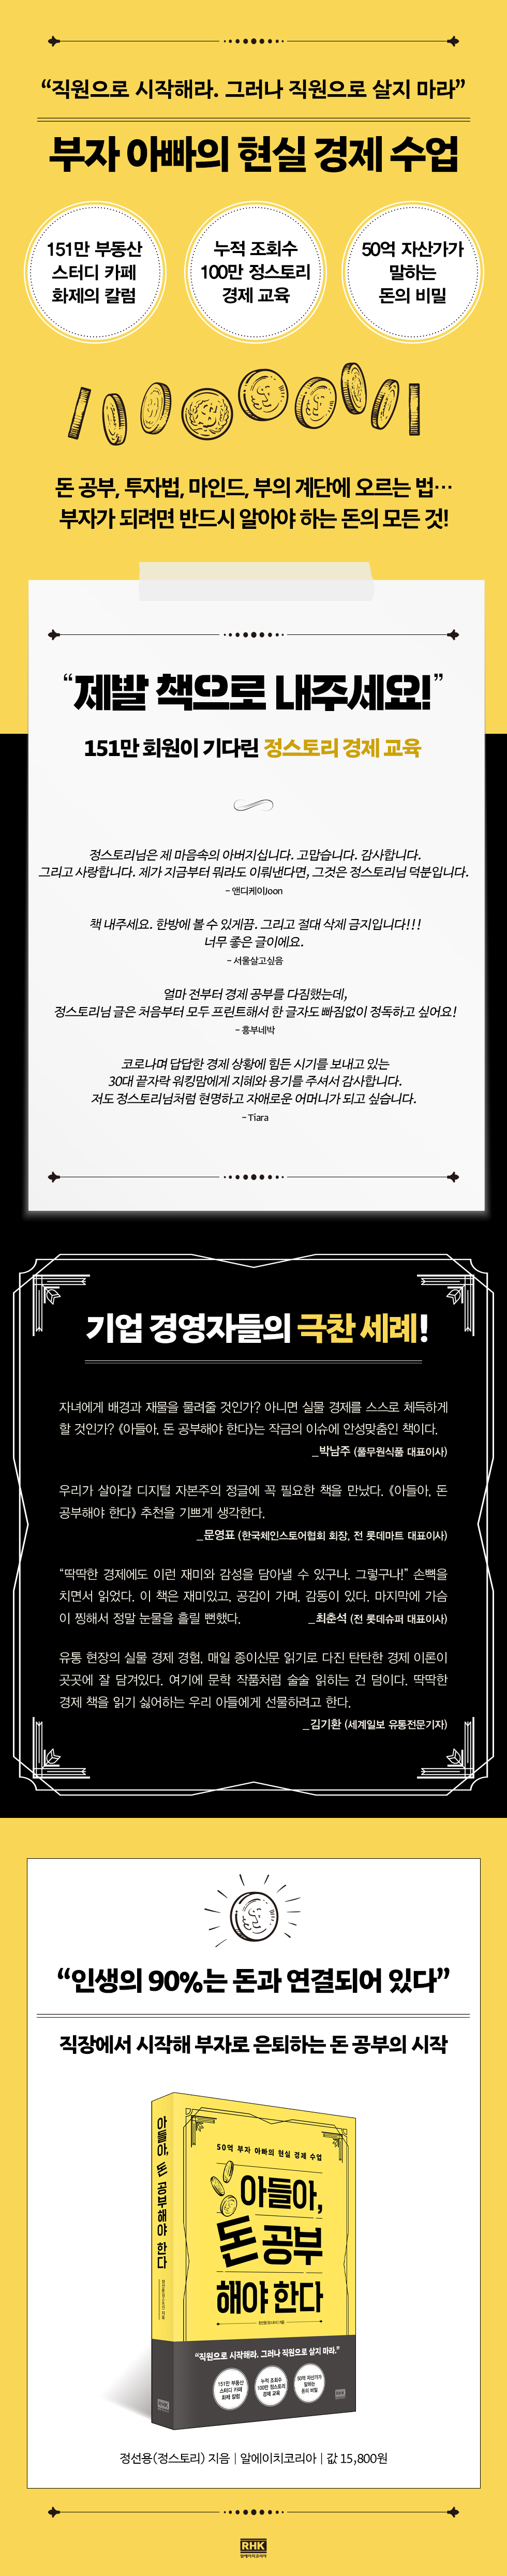 “직원으로 시작해라. 그러나 직원으로 살지 마라”
부자 아빠의 현실 경제 수업
151만 부동산
스터디 카페
화제의 칼럼
누적 조회수
100만 정스토리
경제 교육
50억 자산가가
말하는
돈의 비밀
돈 공부, 투자법, 마인드, 부의 계단에 오르는 법…
부자가 되려면 반드시 알아야 하는 돈의 모든 것!
“제발 책으로 내주세요!”
151만 회원이 기다린 정스토리 경제 교육
정스토리님은 제 마음속의 아버지십니다. 고맙습니다. 감사합니다.
그리고 사랑합니다. 제가 지금부터 뭐라도 이뤄낸다면, 그것은 정스토리님 덕분입니다.
- 앤디케이Joon
책 내주세요. 한방에 볼 수 있게끔. 그리고 절대 삭제 금지입니다!!!
너무 좋은 글이에요.
- 서울살고싶음
얼마 전부터 경제 공부를 다짐했는데,
정스토리님 글은 처음부터 모두 프린트해서 한 글자도 빠짐없이 정독하고 싶어요!
- 흥부네박
코로나며 답답한 경제 상황에 힘든 시기를 보내고 있는
30대 끝자락 워킹맘에게 지혜와 용기를 주셔서 감사합니다.
저도 정스토리님처럼 현명하고 자애로운 어머니가 되고 싶습니다.
- Tiara
기업 경영자들의 극찬 세례!
자녀에게 배경과 재물을 물려줄 것인가? 아니면 실물 경제를 스스로 체득하게
할 것인가? 《아들아, 돈 공부해야 한다》는 작금의 이슈에 안성맞춤인 책이다.
_박남주 (풀무원식품 대표이사)
우리가 살아갈 디지털 자본주의 정글에 꼭 필요한 책을 만났다. 《아들아, 돈
공부해야 한다》 추천을 기쁘게 생각한다.
_문영표 (한국체인스토어협회 회장, 전 롯데마트 대표이사)
“딱딱한 경제에도 이런 재미와 감성을 담아낼 수 있구나. 그렇구나!” 손뼉을
치면서 읽었다. 이 책은 재미있고, 공감이 가며, 감동이 있다. 마지막에 가슴
이 찡해서 정말 눈물을 흘릴 뻔했다. _최춘석 (전 롯데슈퍼 대표이사)
유통 현장의 실물 경제 경험, 매일 종이신문 읽기로 다진 탄탄한 경제 이론이
곳곳에 잘 담겨있다. 여기에 문학 작품처럼 술술 읽히는 건 덤이다. 딱딱한
경제 책을 읽기 싫어하는 우리 아들에게 선물하려고 한다.
_김기환 (세계일보 유통전문기자)
“인생의 90%는 돈과 연결되어 있다”
직장에서 시작해 부자로 은퇴하는 돈 공부의 시작
아들아, 돈 공부해야 한다
50억 부자 아빠의 현실 경제 수업
아들아,
돈 공부
해야 한다
“직원으로 시작해라. 그러나 직원으로 살지 마라.”
151만 부동산
스터디 카페
화제 칼럼
누적 조회수
100만 정스토리
경제 교육
50억 자산가가
말하는
돈의 비밀
RHK
RHK
정선용(정스토리) 지음 | 알에이치코리아 | 값 15,800원
RHK
알에이치코리아